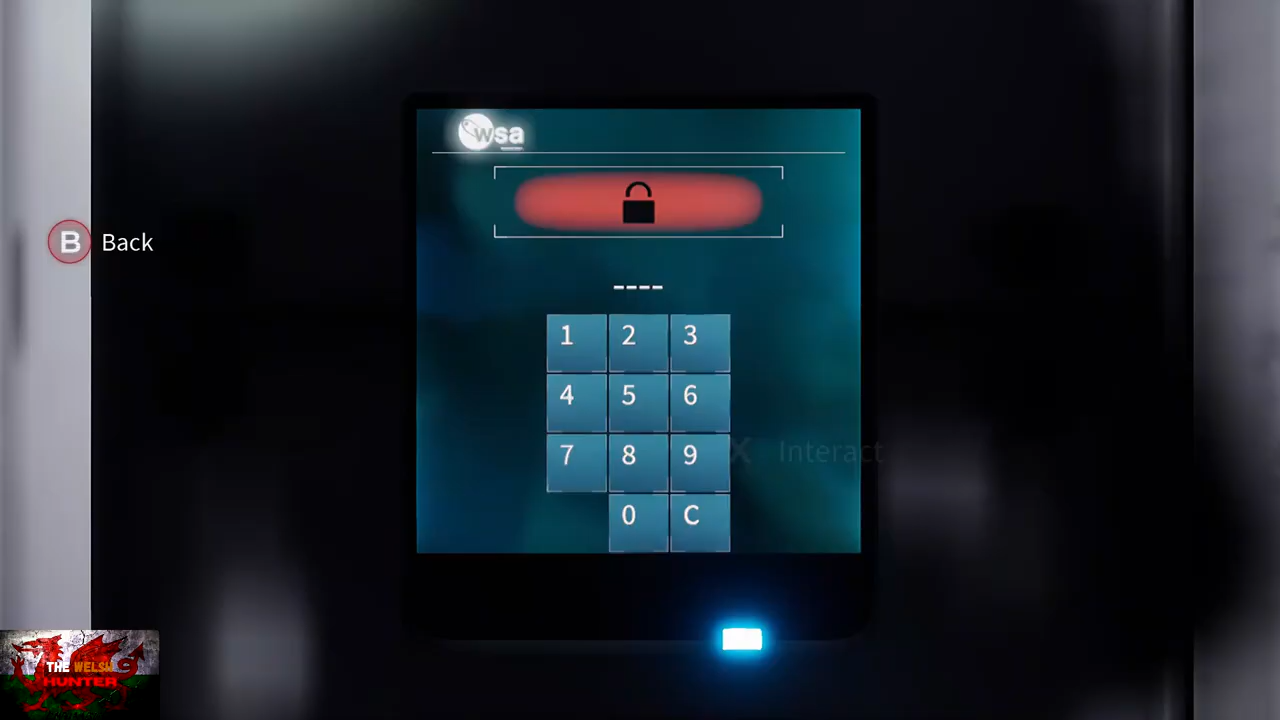 wsa
B Back
----
1 2 3
4 5 6
7 8 9
X Interact
0 C
THE WELSH
HUNTER